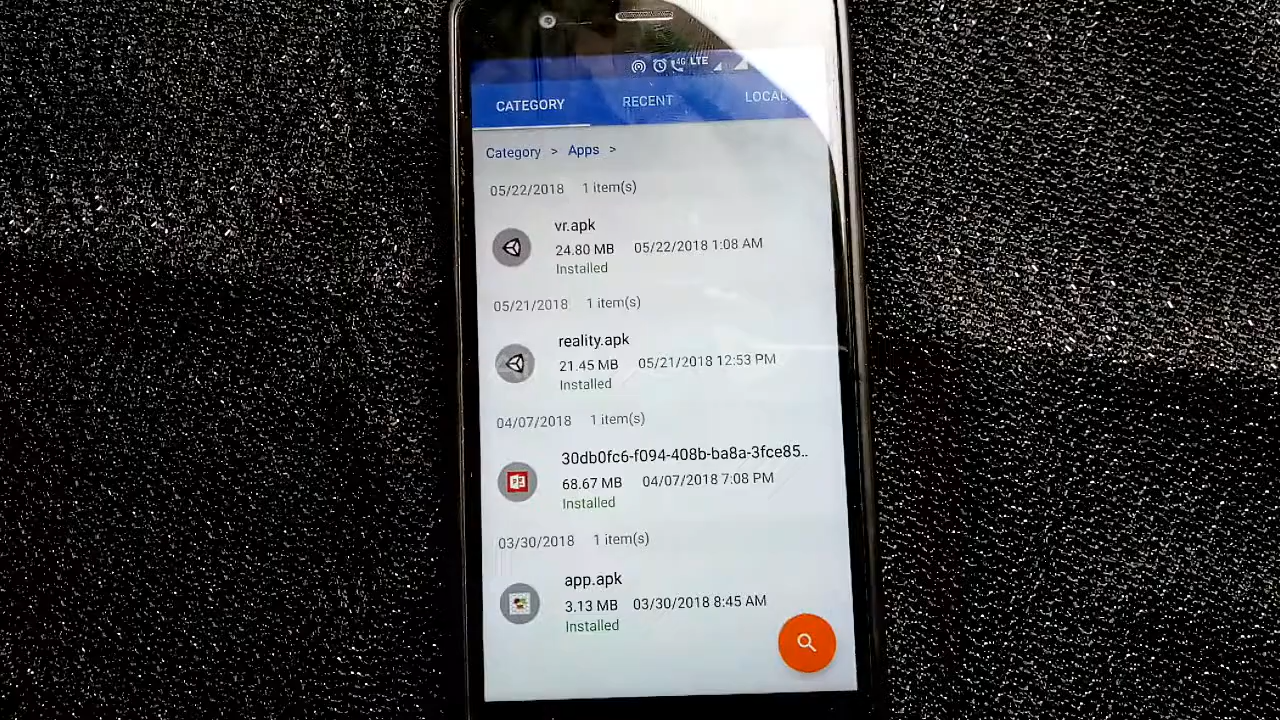 4G LTE
CATEGORY RECENT LOCAL
Category > Apps >
05/22/2018 1 item(s)
vr.apk
24.80 MB 05/22/2018 1:08 AM
Installed
05/21/2018 1 item(s)
reality.apk
21.45 MB 05/21/2018 12:53 PM
Installed
04/07/2018 1 item(s)
30db0fc6-f094-408b-ba8a-3fce85..
68.67 MB 04/07/2018 7:08 PM
Installed
03/30/2018 1 item(s)
app.apk
3.13 MB 03/30/2018 8:45 AM
Installed